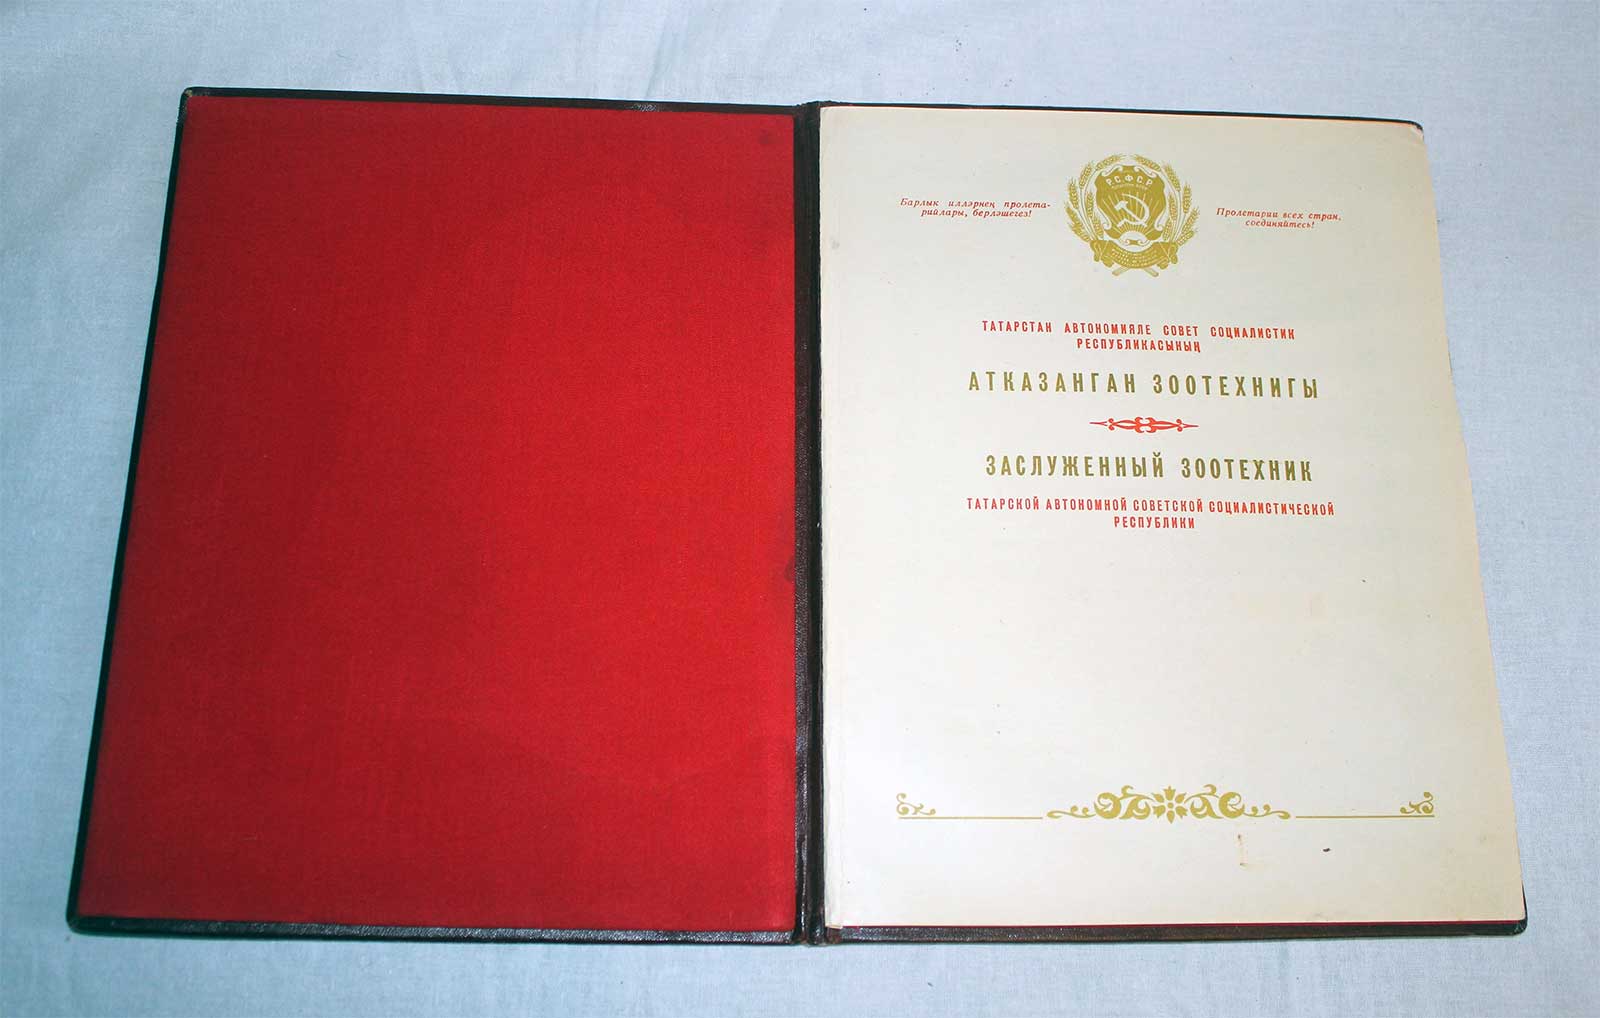 Р.С.Ф.С.Р.
Барлык илләрнең пролета-
рийлары, берләшегез!
Пролетарии всех стран,
соединяйтесь!
ТАТАРСТАН АВТОНОМИЯЛЕ СОВЕТ СОЦИАЛИСТИК
РЕСПУБЛИКАСЫНЫҢ
АТКАЗАНГАН ЗООТЕХНИГЫ
ЗАСЛУЖЕННЫЙ ЗООТЕХНИК
ТАТАРСКОЙ АВТОНОМНОЙ СОВЕТСКОЙ СОЦИАЛИСТИЧЕСКОЙ
РЕСПУБЛИКИ